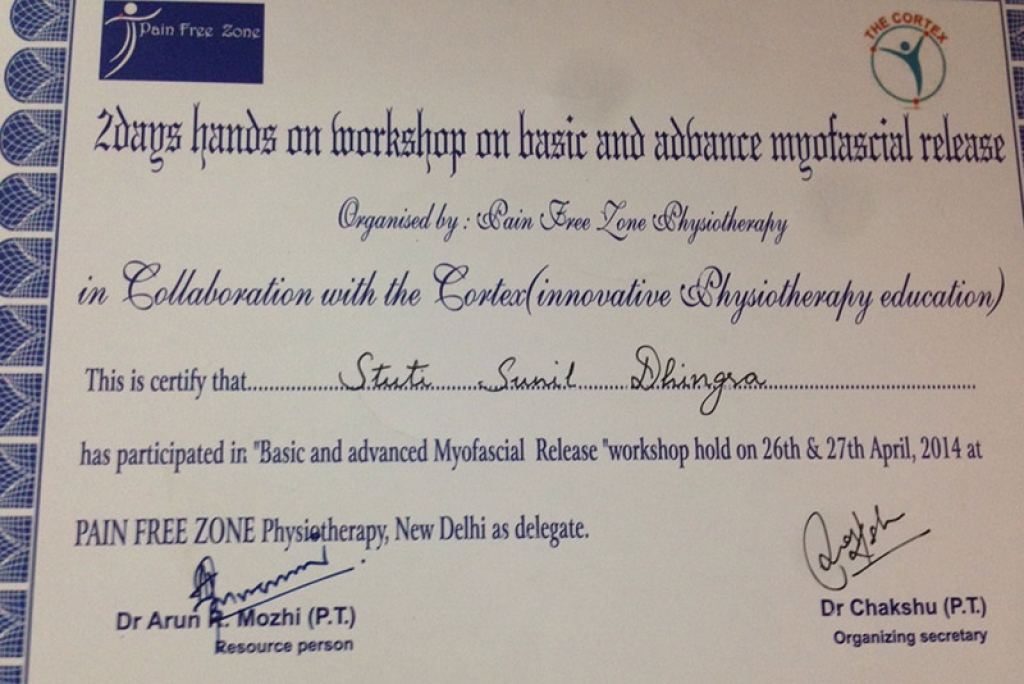 Pain Free Zone
THE CORTEX
2days hands on workshop on basic and advance myofascial release
Organised by : Pain Free Zone Physiotherapy
in Collaboration with the Cortex(innovative Physiotherapy education)
This is certify that..................Stuti.........Sunil.........Dhingra..........................................
has participated in "Basic and advanced Myofascial Release "workshop hold on 26th & 27th April, 2014 at
PAIN FREE ZONE Physiotherapy, New Delhi as delegate.
Dr Arun R. Mozhi (P.T.)
Resource person
Dr Chakshu (P.T.)
Organizing secretary